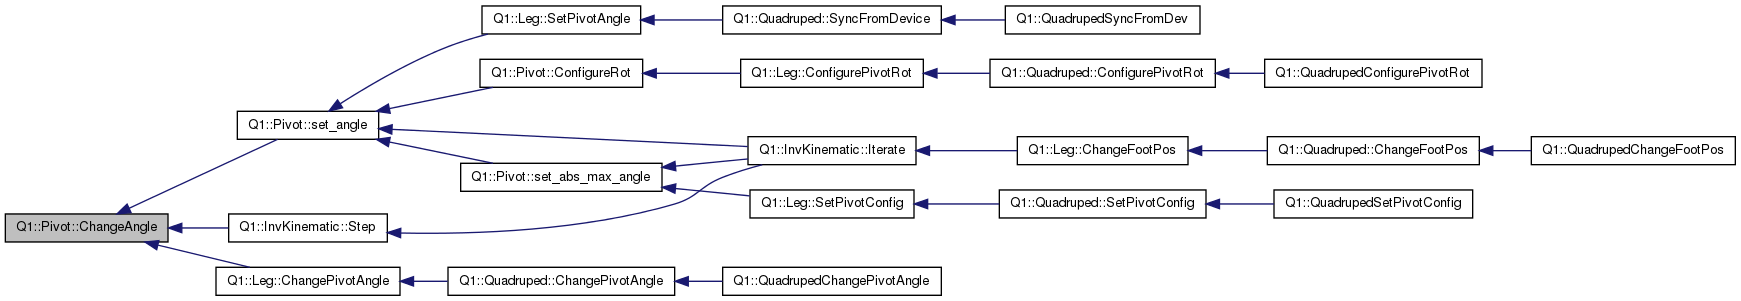 Q1::Leg::SetPivotAngle
Q1::Quadruped::SyncFromDevice
Q1::QuadrupedSyncFromDev
Q1::Pivot::ConfigureRot
Q1::Leg::ConfigurePivotRot
Q1::Quadruped::ConfigurePivotRot
Q1::QuadrupedConfigurePivotRot
Q1::Pivot::set_angle
Q1::InvKinematic::Iterate
Q1::Leg::ChangeFootPos
Q1::Quadruped::ChangeFootPos
Q1::QuadrupedChangeFootPos
Q1::Pivot::set_abs_max_angle
Q1::Leg::SetPivotConfig
Q1::Quadruped::SetPivotConfig
Q1::QuadrupedSetPivotConfig
Q1::Pivot::ChangeAngle
Q1::InvKinematic::Step
Q1::Leg::ChangePivotAngle
Q1::Quadruped::ChangePivotAngle
Q1::QuadrupedChangePivotAngle